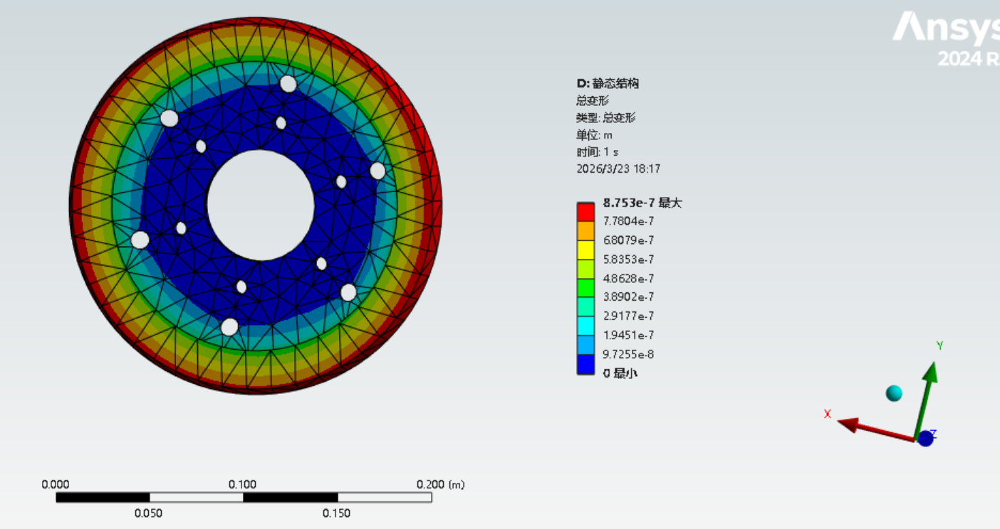 Ansys
2024 R
D: 静态结构
总变形
类型: 总变形
单位: m
时间: 1 s
2026/3/23 18:17
8.753e-7 最大
7.7804e-7
6.8079e-7
5.8353e-7
4.8628e-7
3.8902e-7
2.9177e-7
1.9451e-7
9.7255e-8
0 最小
Y
X
Z
0.000 0.100 0.200 (m)
0.050 0.150